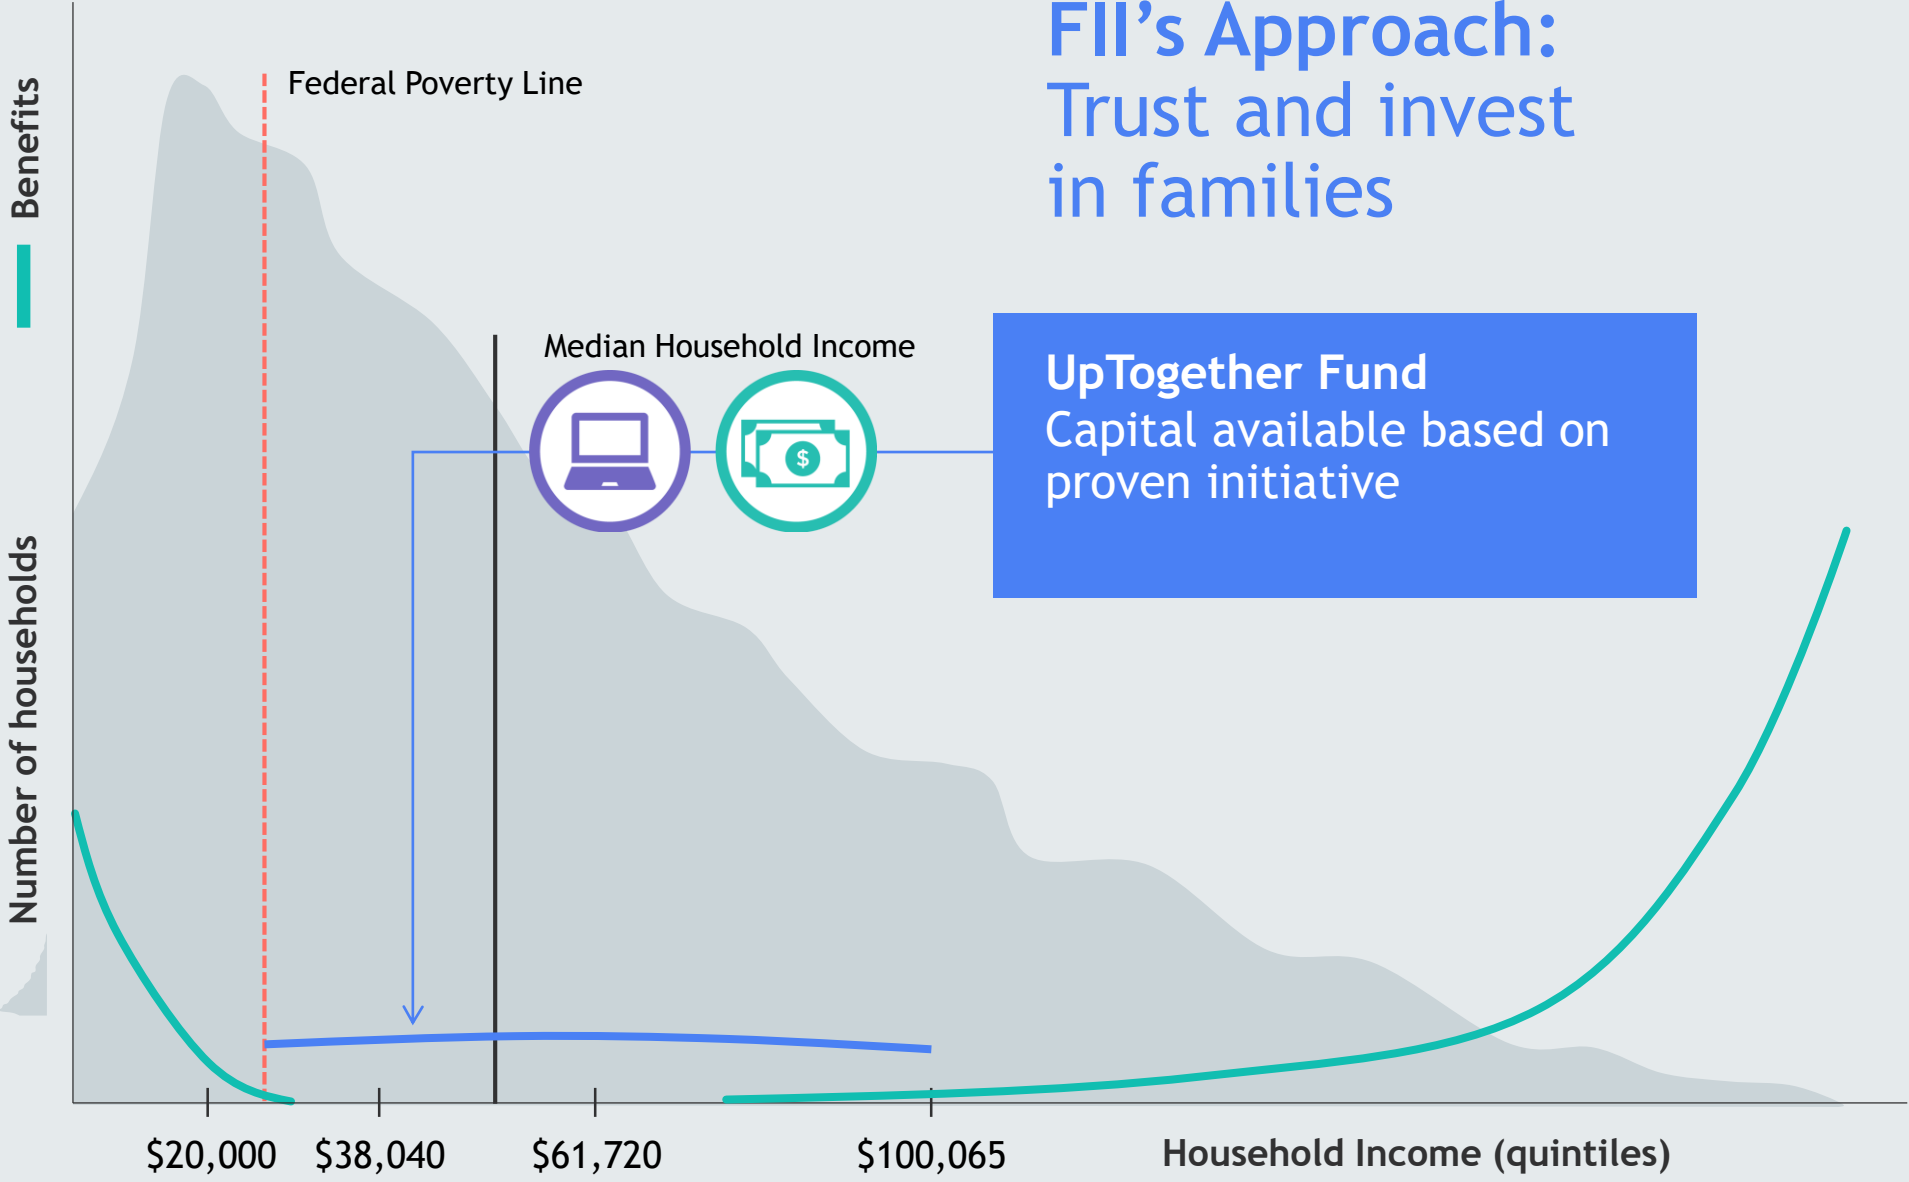 FII’s Approach:
Trust and invest
in families
Benefits
Number of households
Federal Poverty Line
Median Household Income
$
UpTogether Fund
Capital available based on
proven initiative
$20,000
$38,040
$61,720
$100,065
Household Income (quintiles)